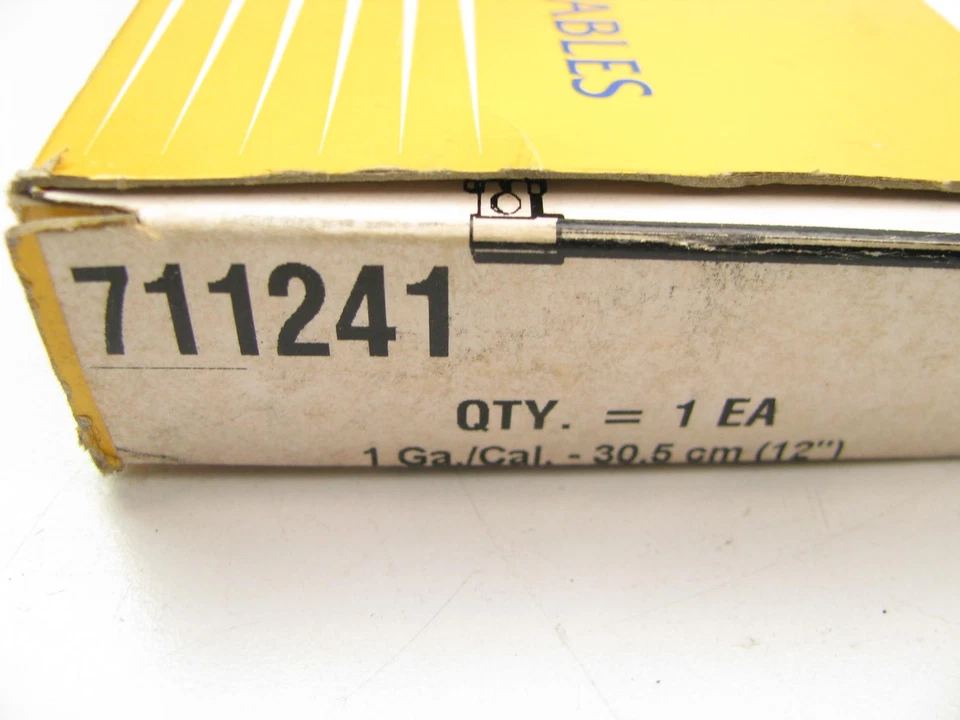 ABLES
711241
QTY. = 1 EA
1 Ga./Cal. - 30.5 cm (12")